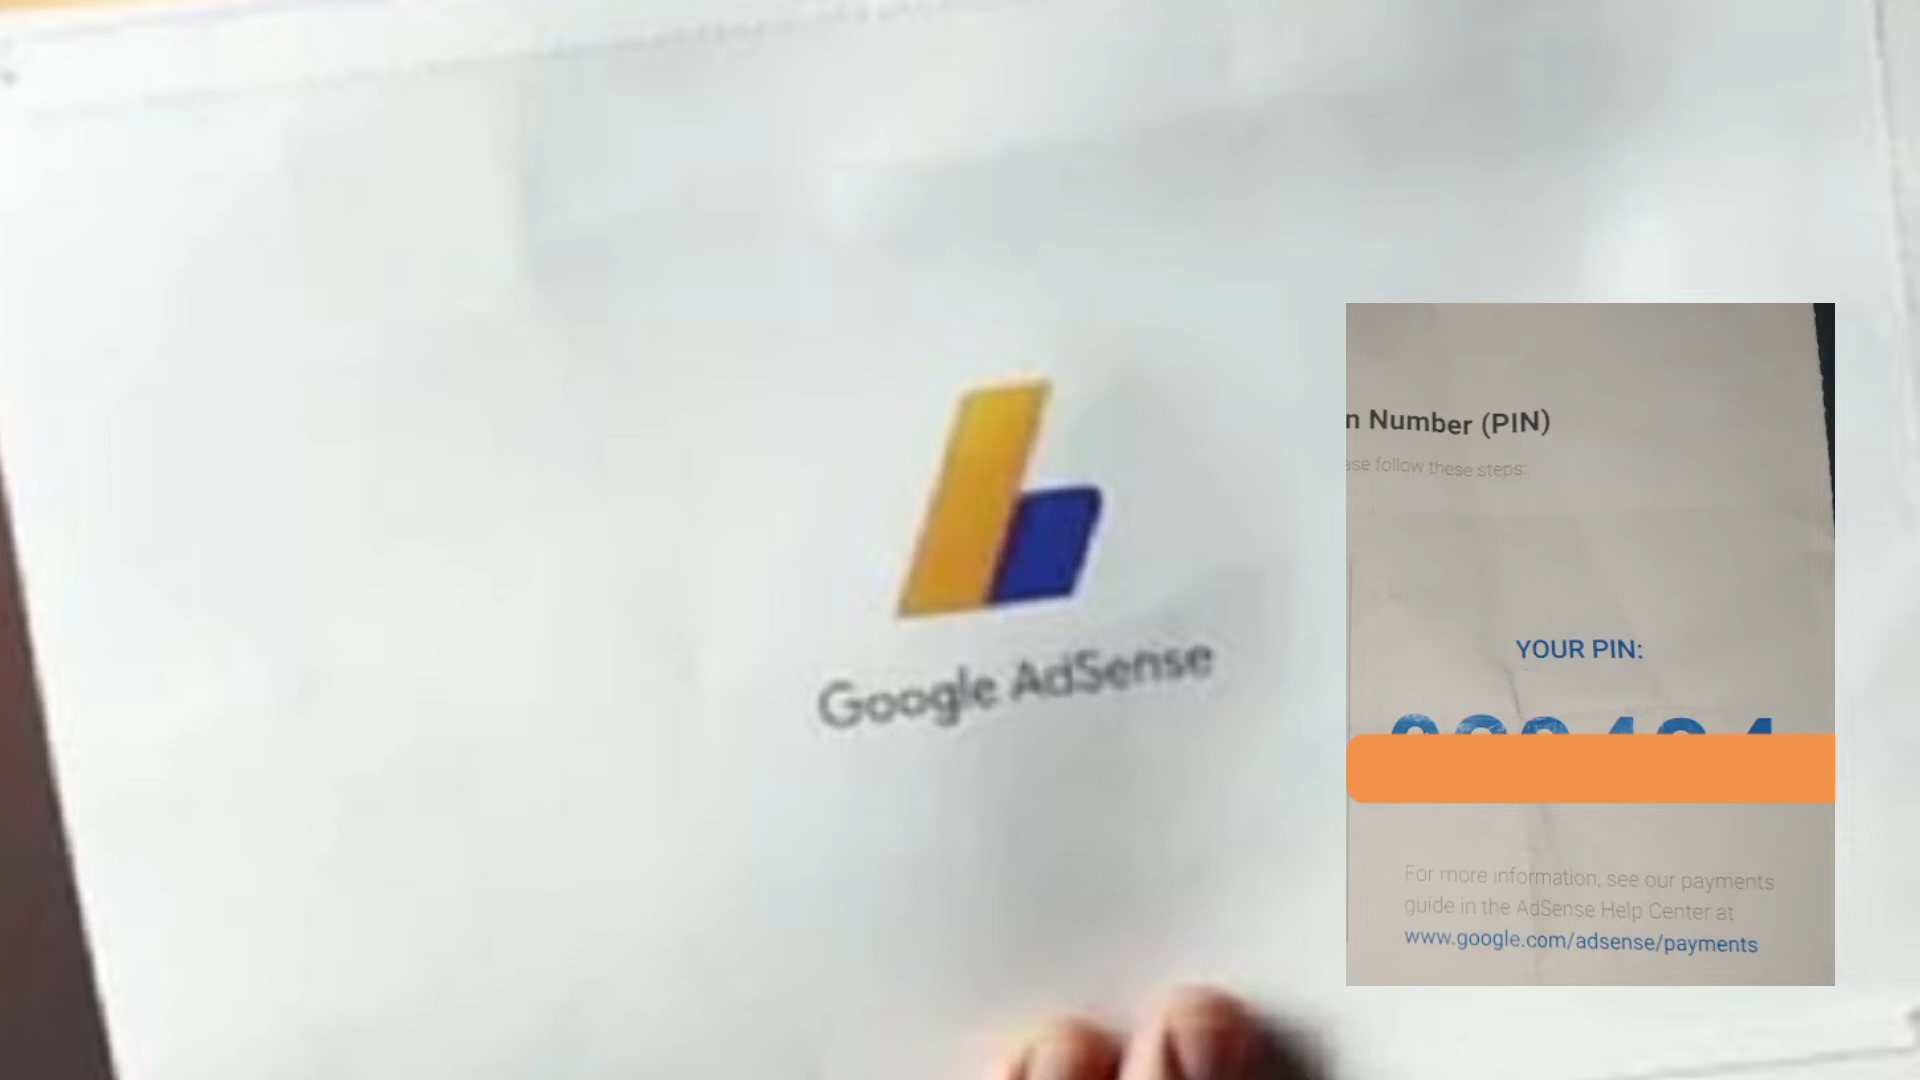 Google AdSense
n Number (PIN)
ase follow these steps:
YOUR PIN:
For more information, see our payments
guide in the AdSense Help Center at
www.google.com/adsense/payments